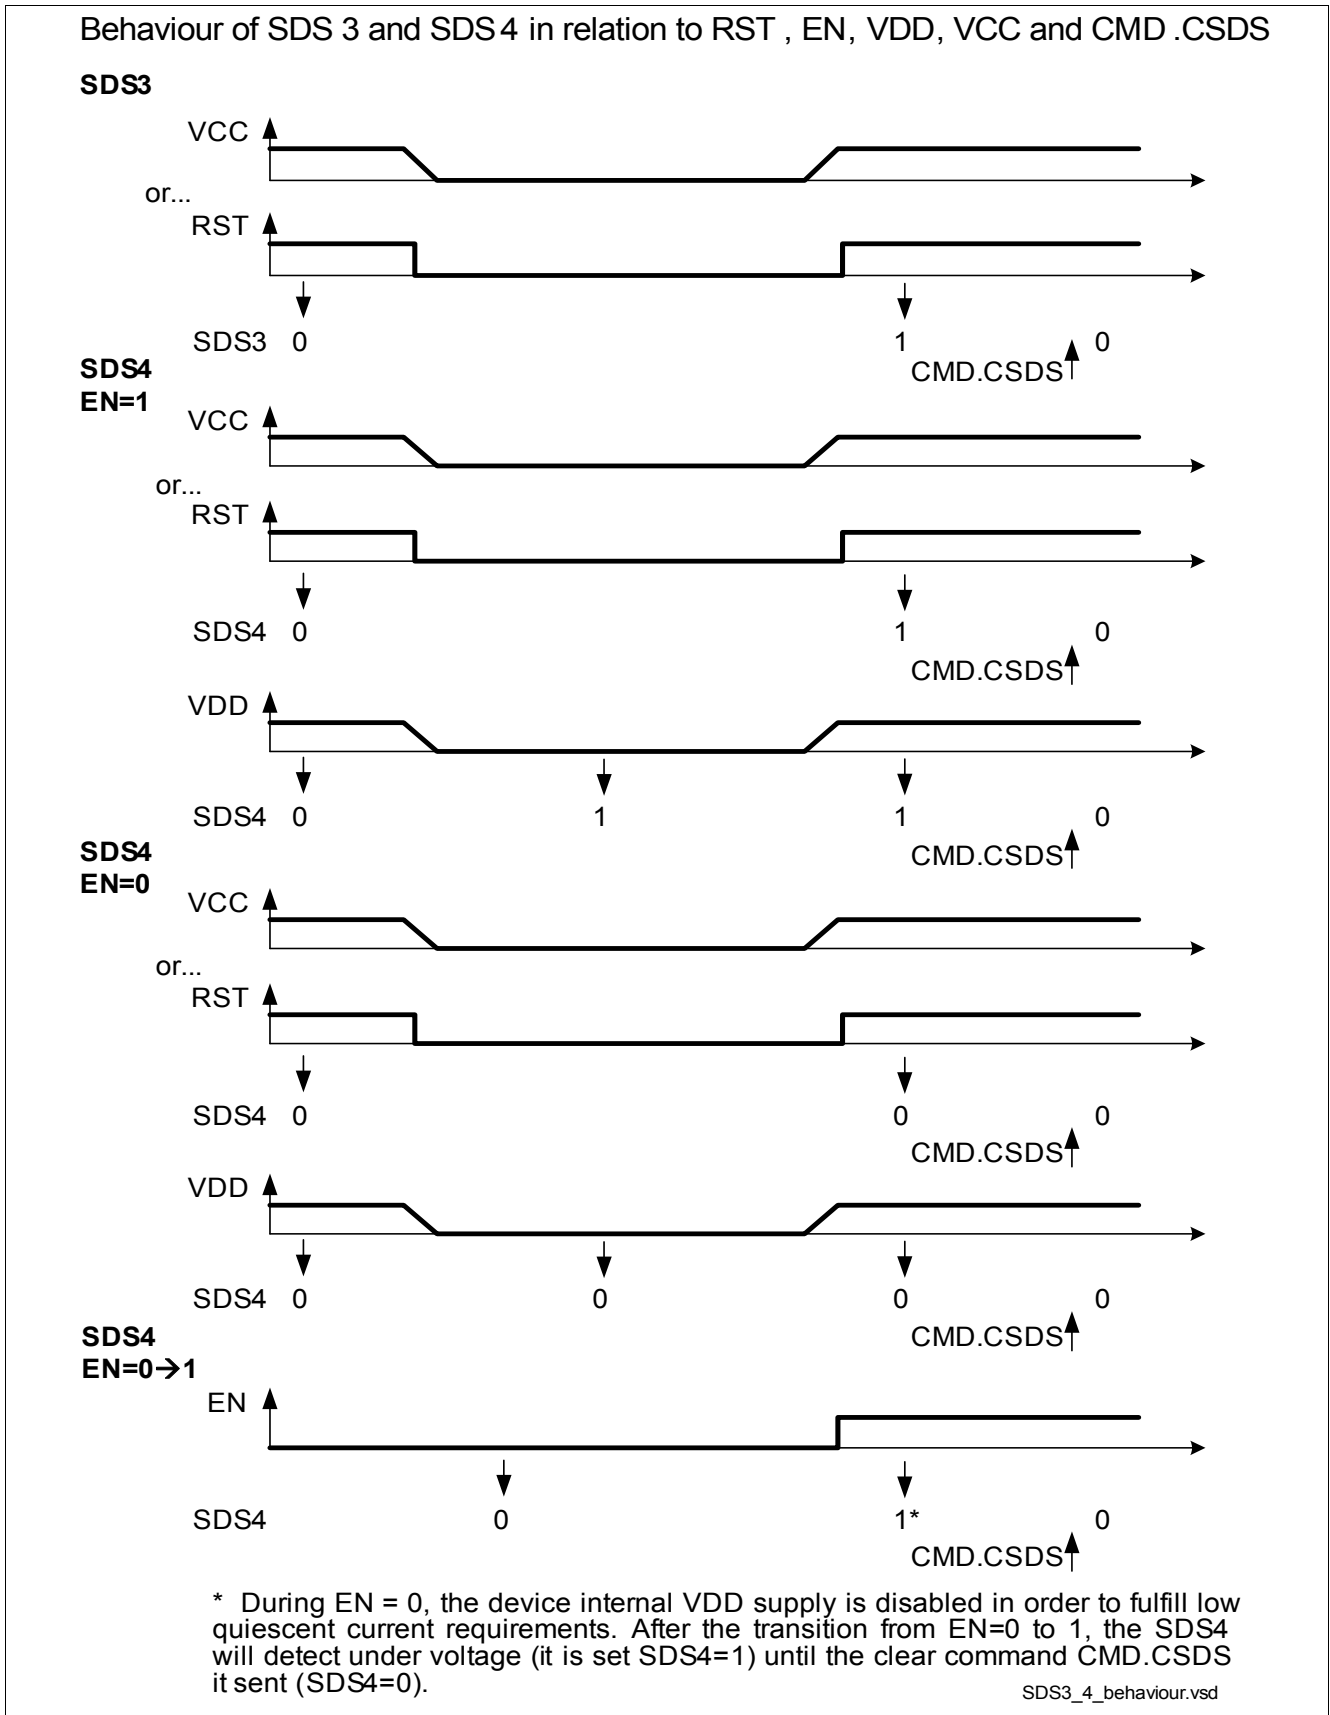 Behaviour of SDS 3 and SDS 4 in relation to RST , EN, VDD, VCC and CMD .CSDS
SDS3
VCC
or...
RST
SDS3 0 1 0
CMD.CSDS
SDS4
EN=1
VCC
or...
RST
SDS4 0 1 0
CMD.CSDS
VDD
SDS4 0 1 1 0
CMD.CSDS
SDS4
EN=0
VCC
or...
RST
SDS4 0 0 0
CMD.CSDS
VDD
SDS4 0 0 0 0
CMD.CSDS
SDS4
EN=0→1
EN
SDS4 0 1* 0
CMD.CSDS
* During EN = 0, the device internal VDD supply is disabled in order to fulfill low
quiescent current requirements. After the transition from EN=0 to 1, the SDS4
will detect under voltage (it is set SDS4=1) until the clear command CMD.CSDS
it sent (SDS4=0).
SDS3_4_behaviour.vsd